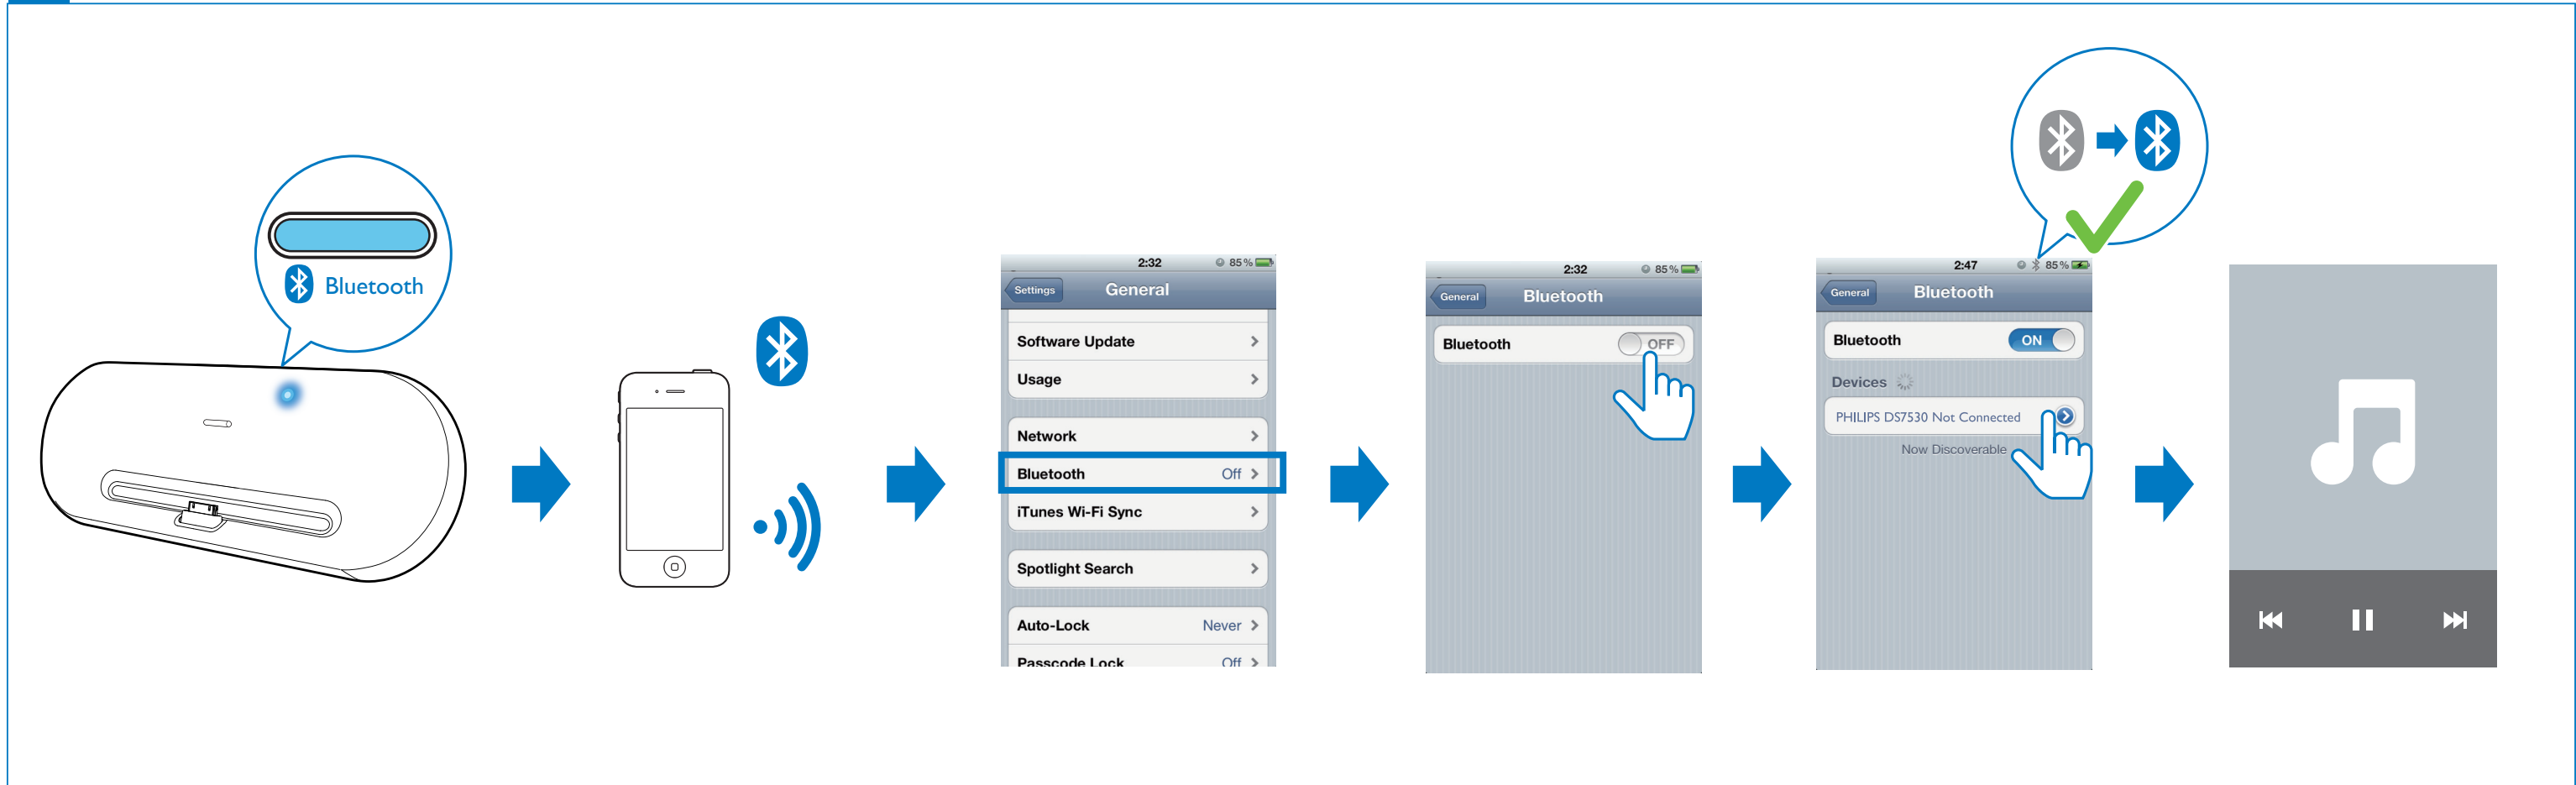 Bluetooth
2:32 85%
Settings General
Software Update
Usage
Network
Bluetooth Off
iTunes Wi-Fi Sync
Spotlight Search
Auto-Lock Never
Passcode Lock Off
2:32 85%
General Bluetooth
Bluetooth OFF
2:47 85%
General Bluetooth
Bluetooth ON
Devices
PHILIPS DS7530 Not Connected
Now Discoverable